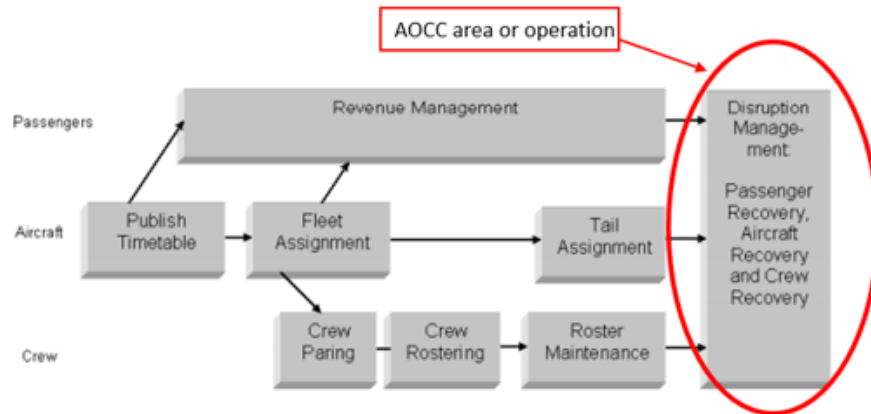 AOCC area or operation
Passengers
Revenue Management
Disruption
Manage-
ment:
Passenger
Recovery,
Aircraft
Recovery
and Crew
Recovery
Aircraft
Publish
Timetable
Fleet
Assignment
Tail
Assignment
Crew
Crew
Paring
Crew
Rostering
Roster
Maintenance